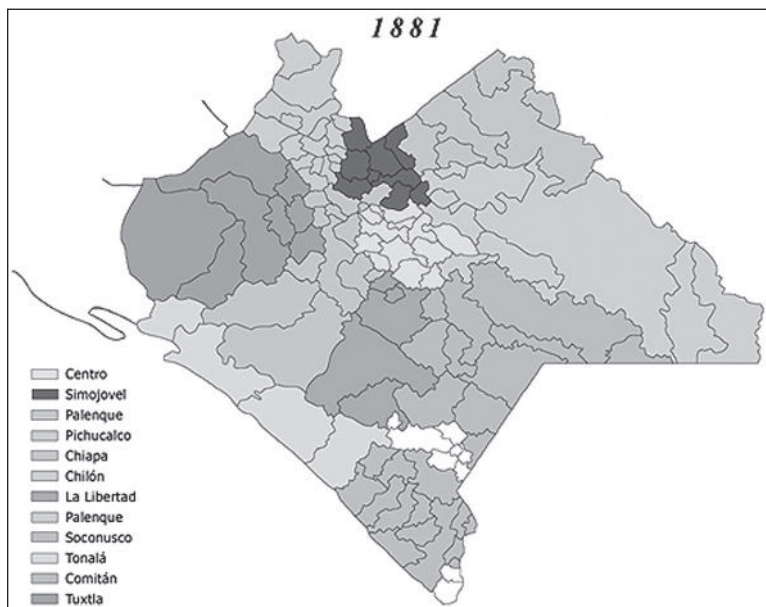 1881
Centro
Simojovel
Palenque
Pichucalco
Chiapa
Chilón
La Libertad
Palenque
Soconusco
Tonalá
Comitán
Tuxtla